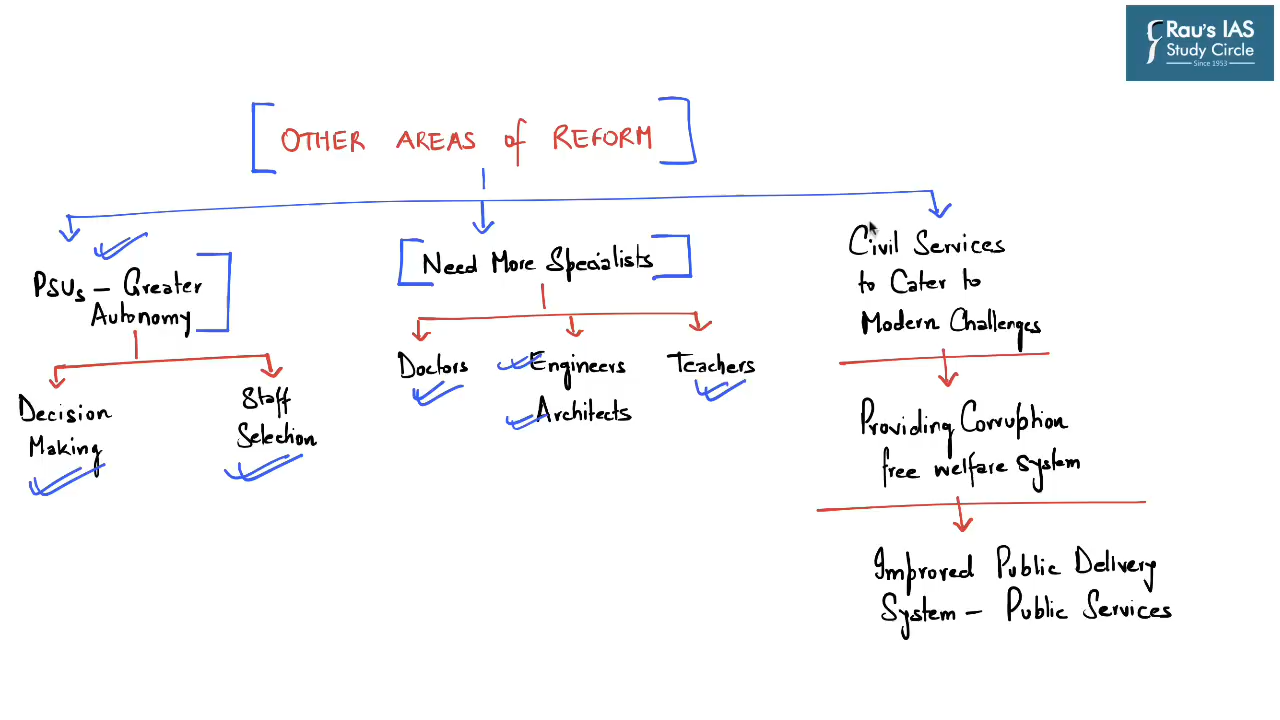 Rau's IAS
Study Circle
Since 1953
OTHER AREAS of REFORM
PSUs – Greater
Autonomy
Decision
Making
Staff
Selection
Need More Specialists
Doctors
Engineers
Architects
Teachers
Civil Services
to Cater to
Modern Challenges
Providing Corruption
free welfare system
Improved Public Delivery
System – Public Services